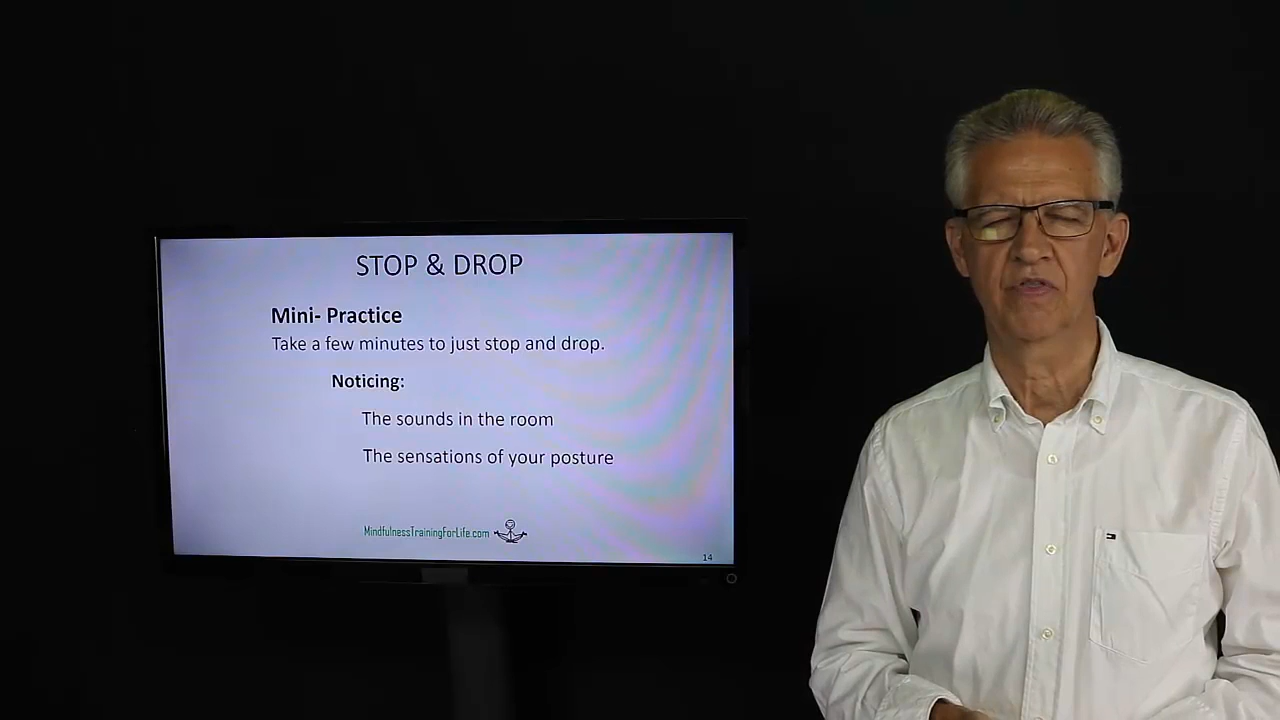 STOP & DROP
Mini- Practice
Take a few minutes to just stop and drop.
Noticing:
The sounds in the room
The sensations of your posture
MindfulnessTrainingForLife.com
14